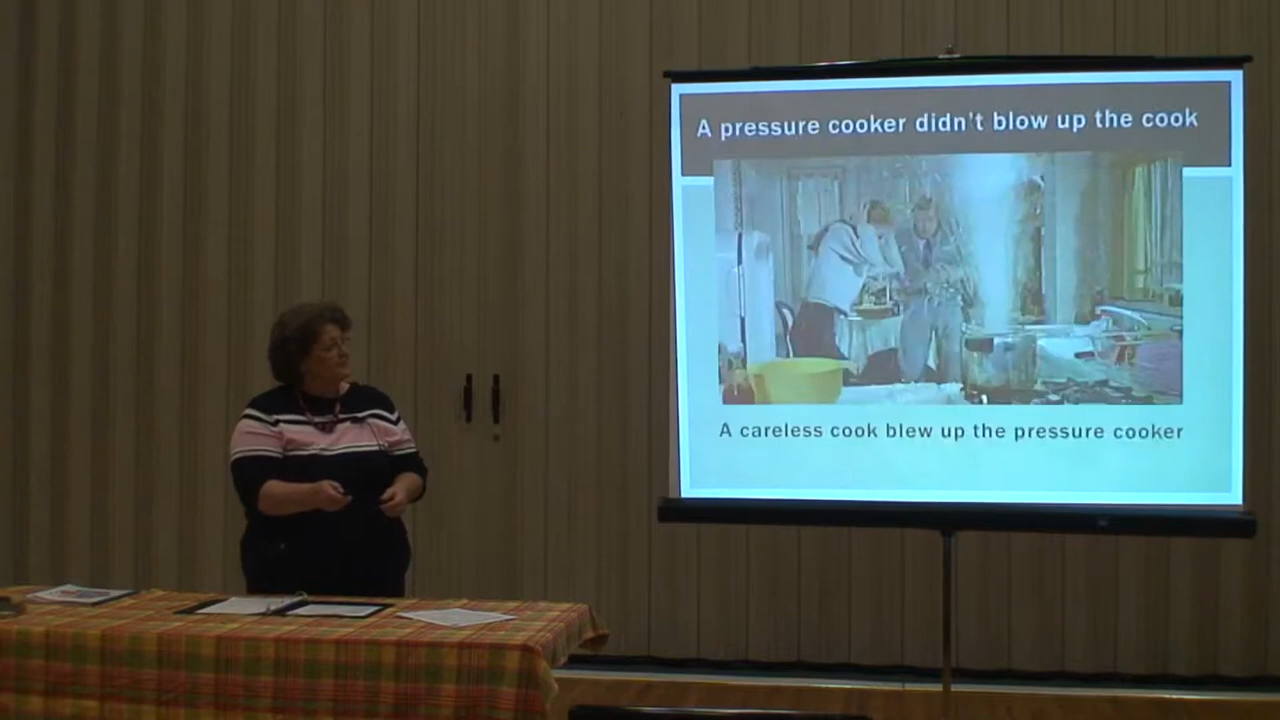 A pressure cooker didn't blow up the cook
A careless cook blew up the pressure cooker